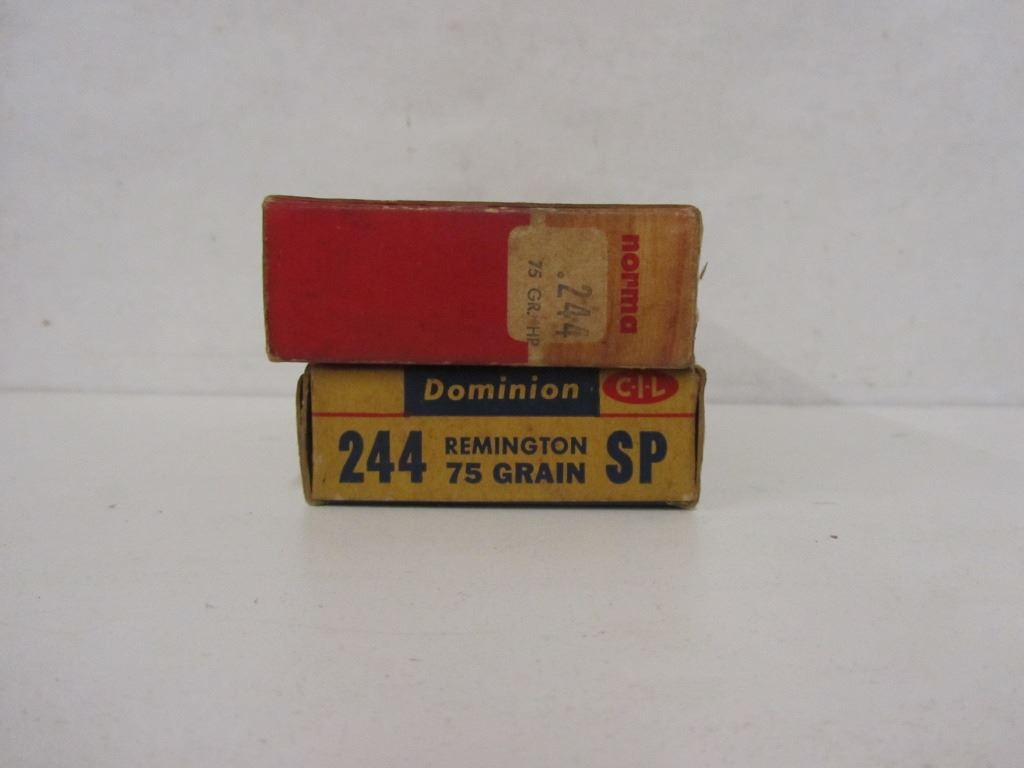 norma
.244
75 GR. HP
Dominion C·I·L
244 REMINGTON 75 GRAIN SP